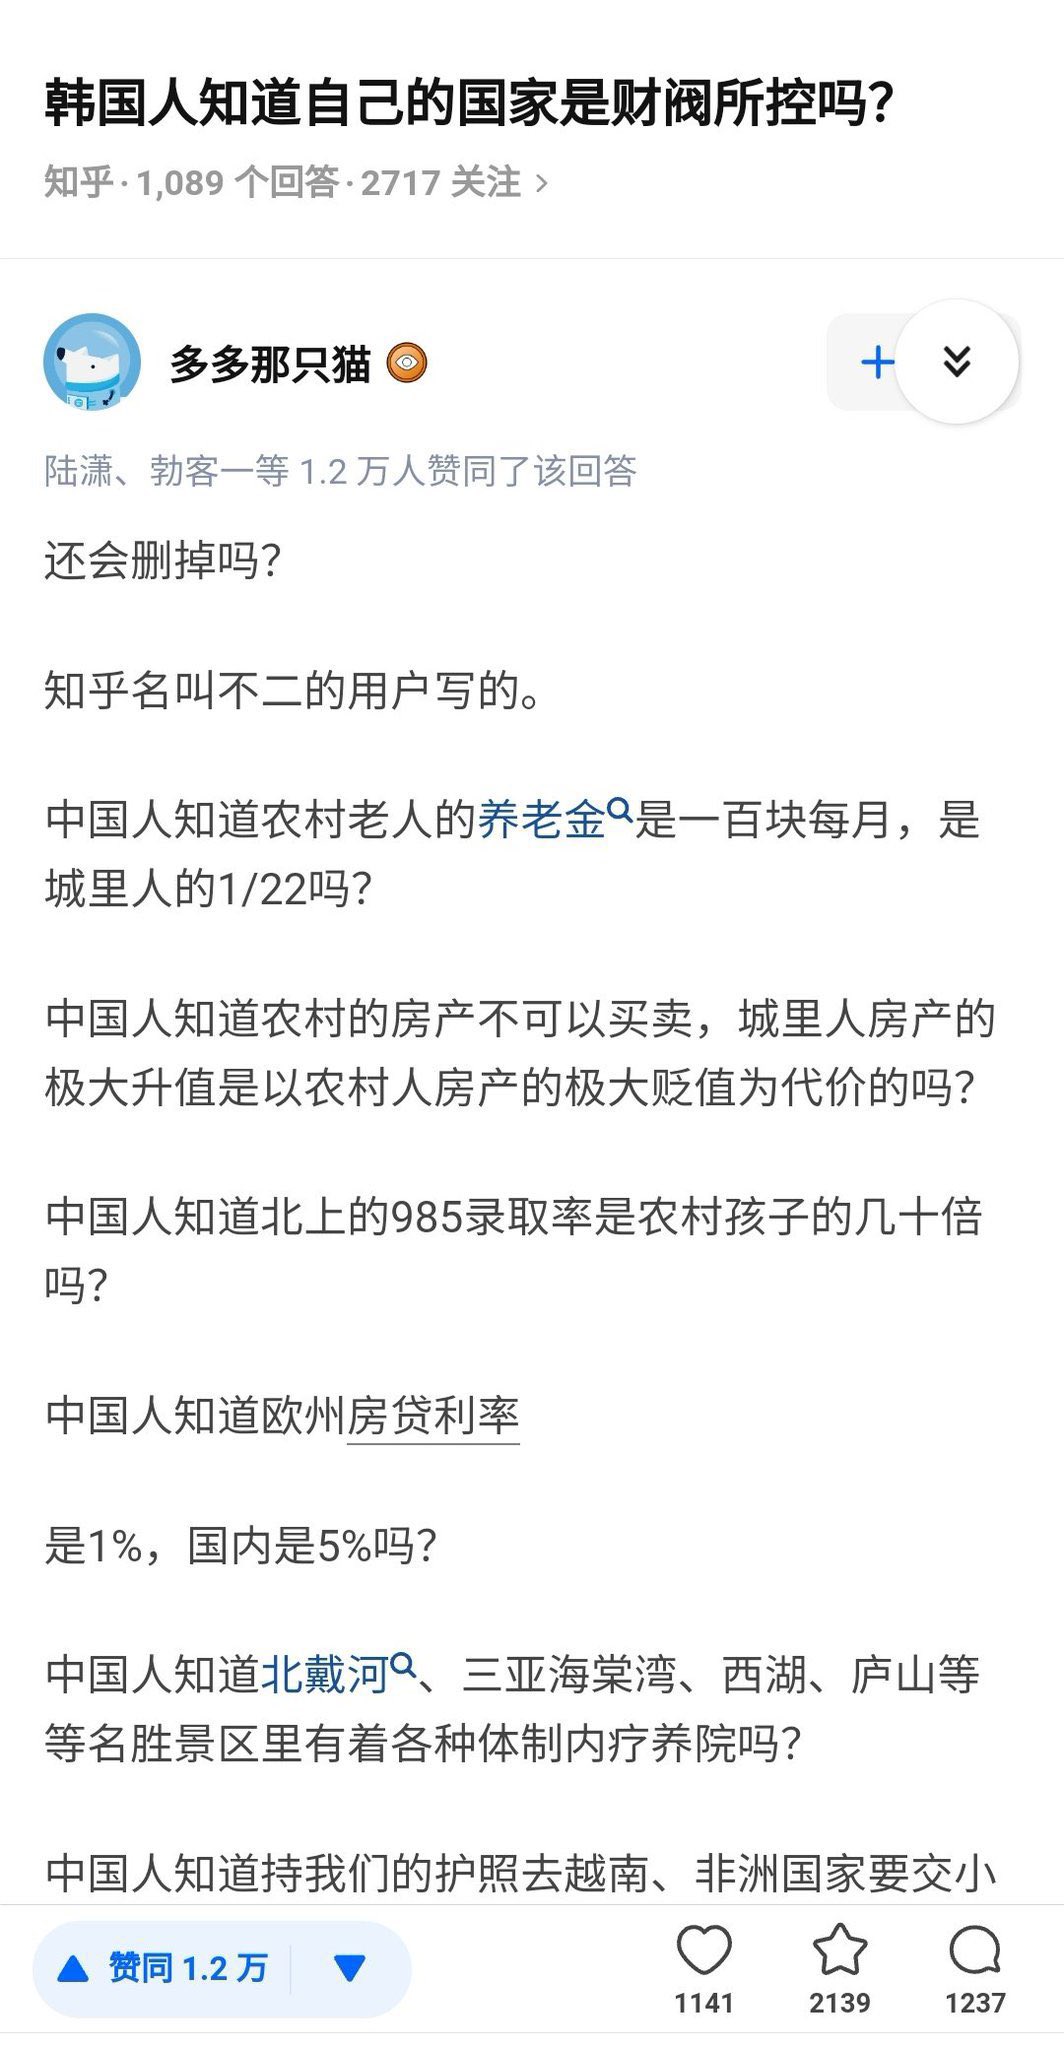 韩国人知道自己的国家是财阀所控吗？
知乎·1,089 个回答·2717 关注 >
多多那只猫
+
陆潇、勃客一等 1.2 万人赞同了该回答
还会删掉吗？
知乎名叫不二的用户写的。
中国人知道农村老人的养老金是一百块每月，是
城里人的1/22吗？
中国人知道农村的房产不可以买卖，城里人房产的
极大升值是以农村人房产的极大贬值为代价的吗？
中国人知道北上的985录取率是农村孩子的几十倍
吗？
中国人知道欧州房贷利率
是1%，国内是5%吗？
中国人知道北戴河、三亚海棠湾、西湖、庐山等
等名胜景区里有着各种体制内疗养院吗？
中国人知道持我们的护照去越南、非洲国家要交小
赞同 1.2 万
1141
2139
1237